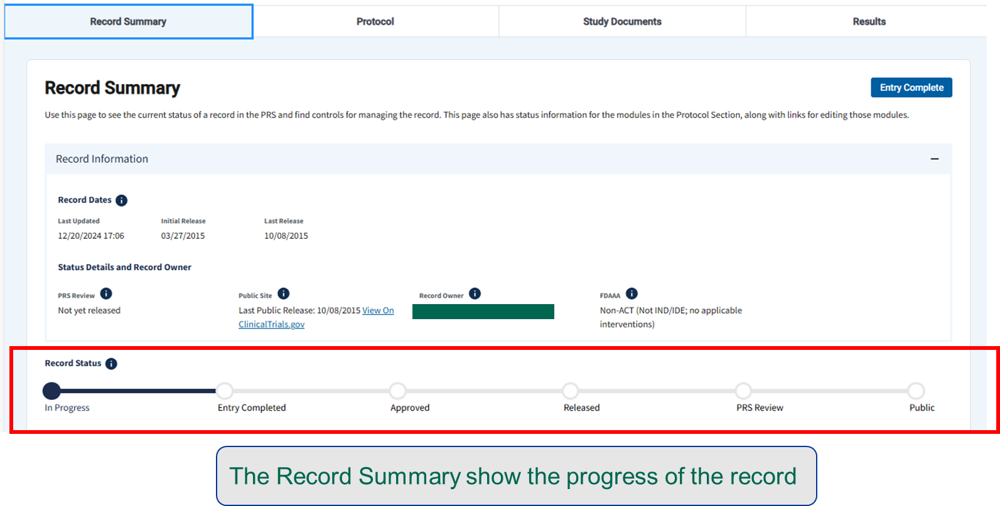 Record Summary
Protocol
Study Documents
Results
Record Summary
Entry Complete
Use this page to see the current status of a record in the PRS and find controls for managing the record. This page also has status information for the modules in the Protocol Section, along with links for editing those modules.
Record Information
Record Dates
Last Updated
Initial Release
Last Release
12/20/2024 17:06
03/27/2015
10/08/2015
Status Details and Record Owner
PRS Review
Not yet released
Public Site
Last Public Release: 10/08/2015 View On
ClinicalTrials.gov
Record Owner
FDAAA
Non-ACT (Not IND/IDE; no applicable
interventions)
Record Status
In Progress
Entry Completed
Approved
Released
PRS Review
Public
The Record Summary show the progress of the record